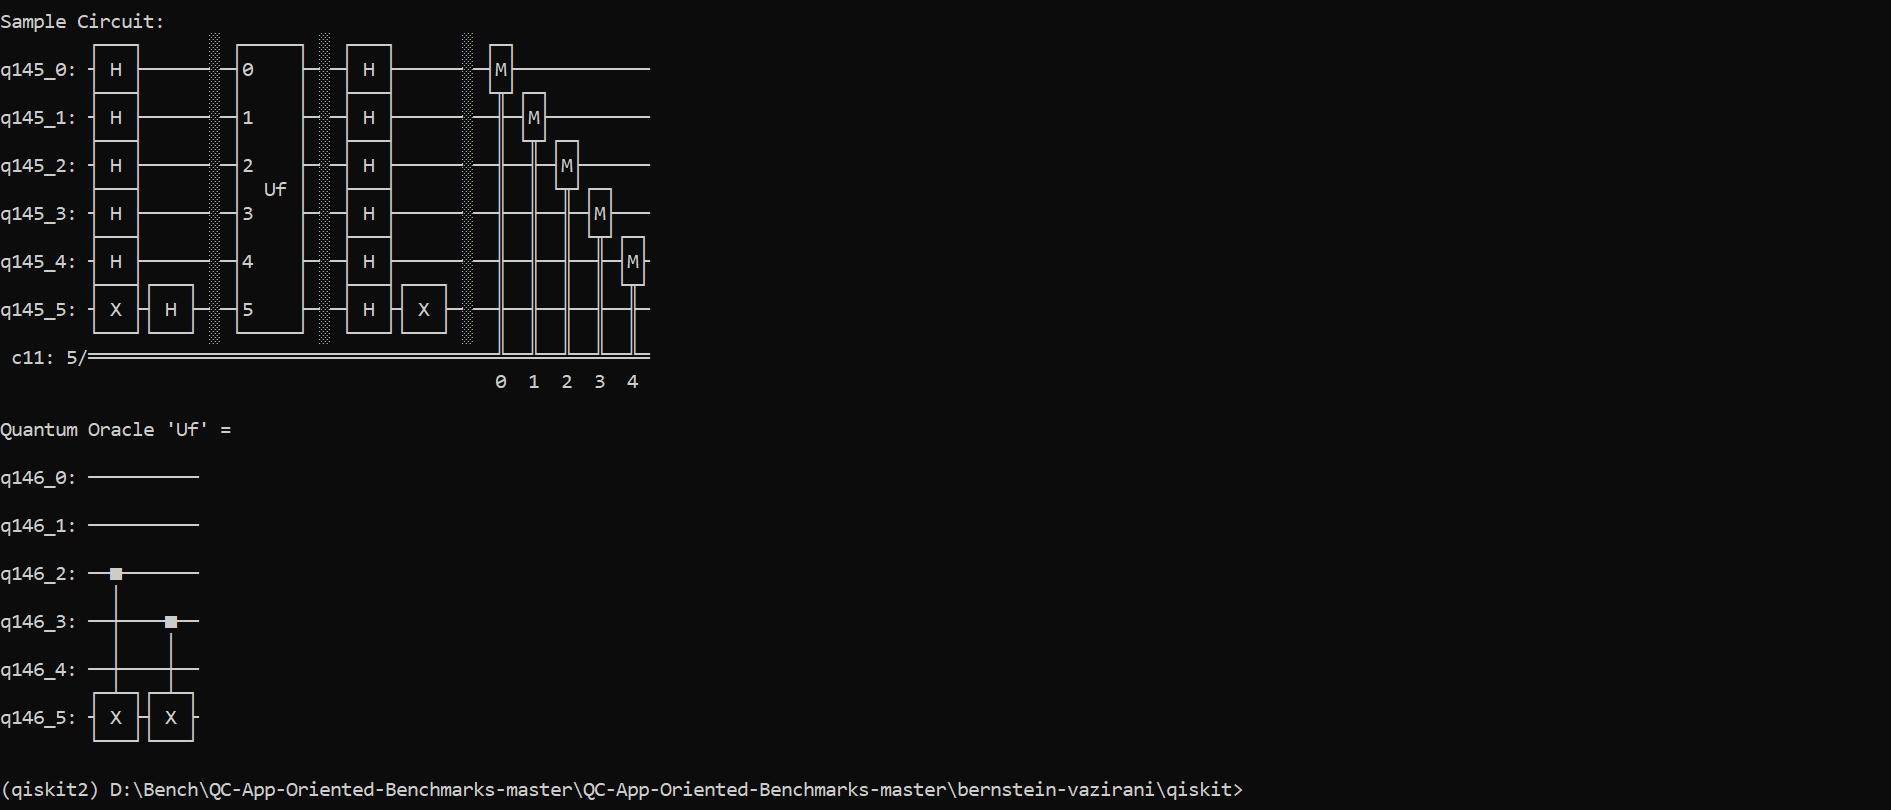 Sample Circuit:
q145_0: H 0 H M
q145_1: H 1 H M
q145_2: H 2 H M
Uf
q145_3: H 3 H M
q145_4: H 4 H M
q145_5: X H 5 H X
c11: 5/
0 1 2 3 4
Quantum Oracle 'Uf' =
q146_0:
q146_1:
q146_2:
q146_3:
q146_4:
q146_5: X X
(qiskit2) D:\Bench\QC-App-Oriented-Benchmarks-master\QC-App-Oriented-Benchmarks-master\bernstein-vazirani\qiskit>